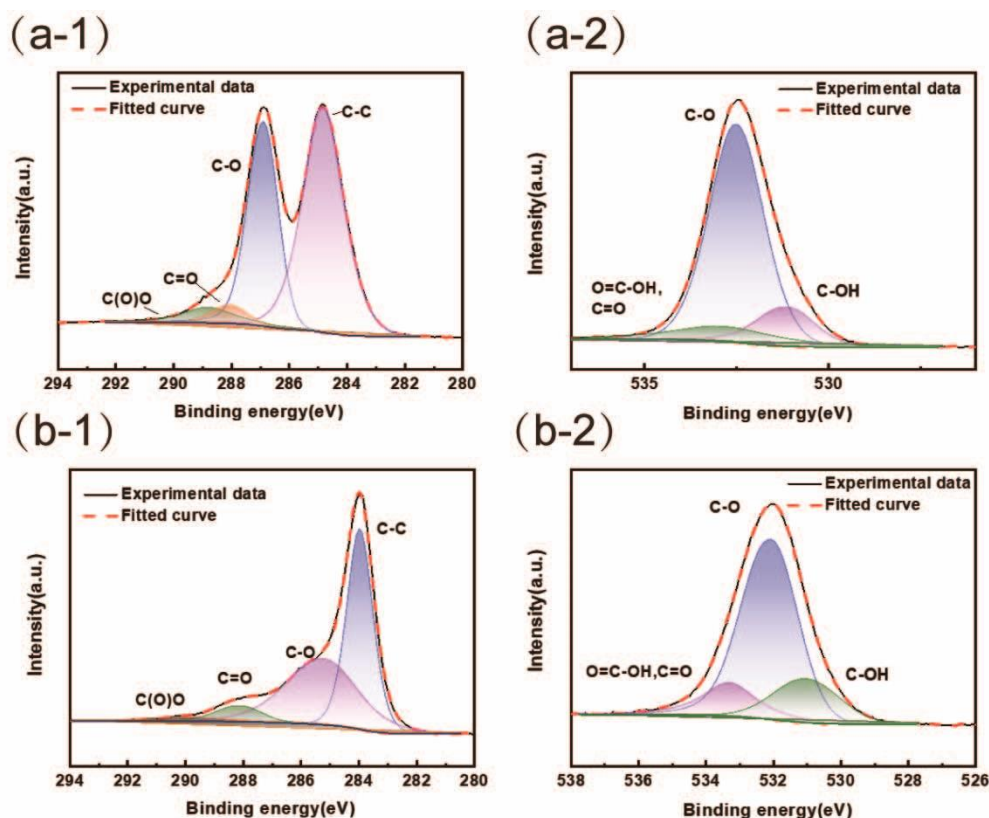 （a-1）
Experimental data
Fitted curve
C-C
C-O
C=O
C(O)O
Intensity(a.u.)
294 292 290 288 286 284 282 280
Binding energy(eV)
（a-2）
Experimental data
Fitted curve
C-O
O=C-OH,
C=O
C-OH
Intensity(a.u.)
535 530
Binding energy(eV)
（b-1）
Experimental data
Fitted curve
C-C
C-O
C=O
C(O)O
Intensity(a.u.)
294 292 290 288 286 284 282 280
Binding energy(eV)
（b-2）
Experimental data
Fitted curve
C-O
O=C-OH,C=O
C-OH
Intensity(a.u.)
538 536 534 532 530 528 526
Binding energy(eV)